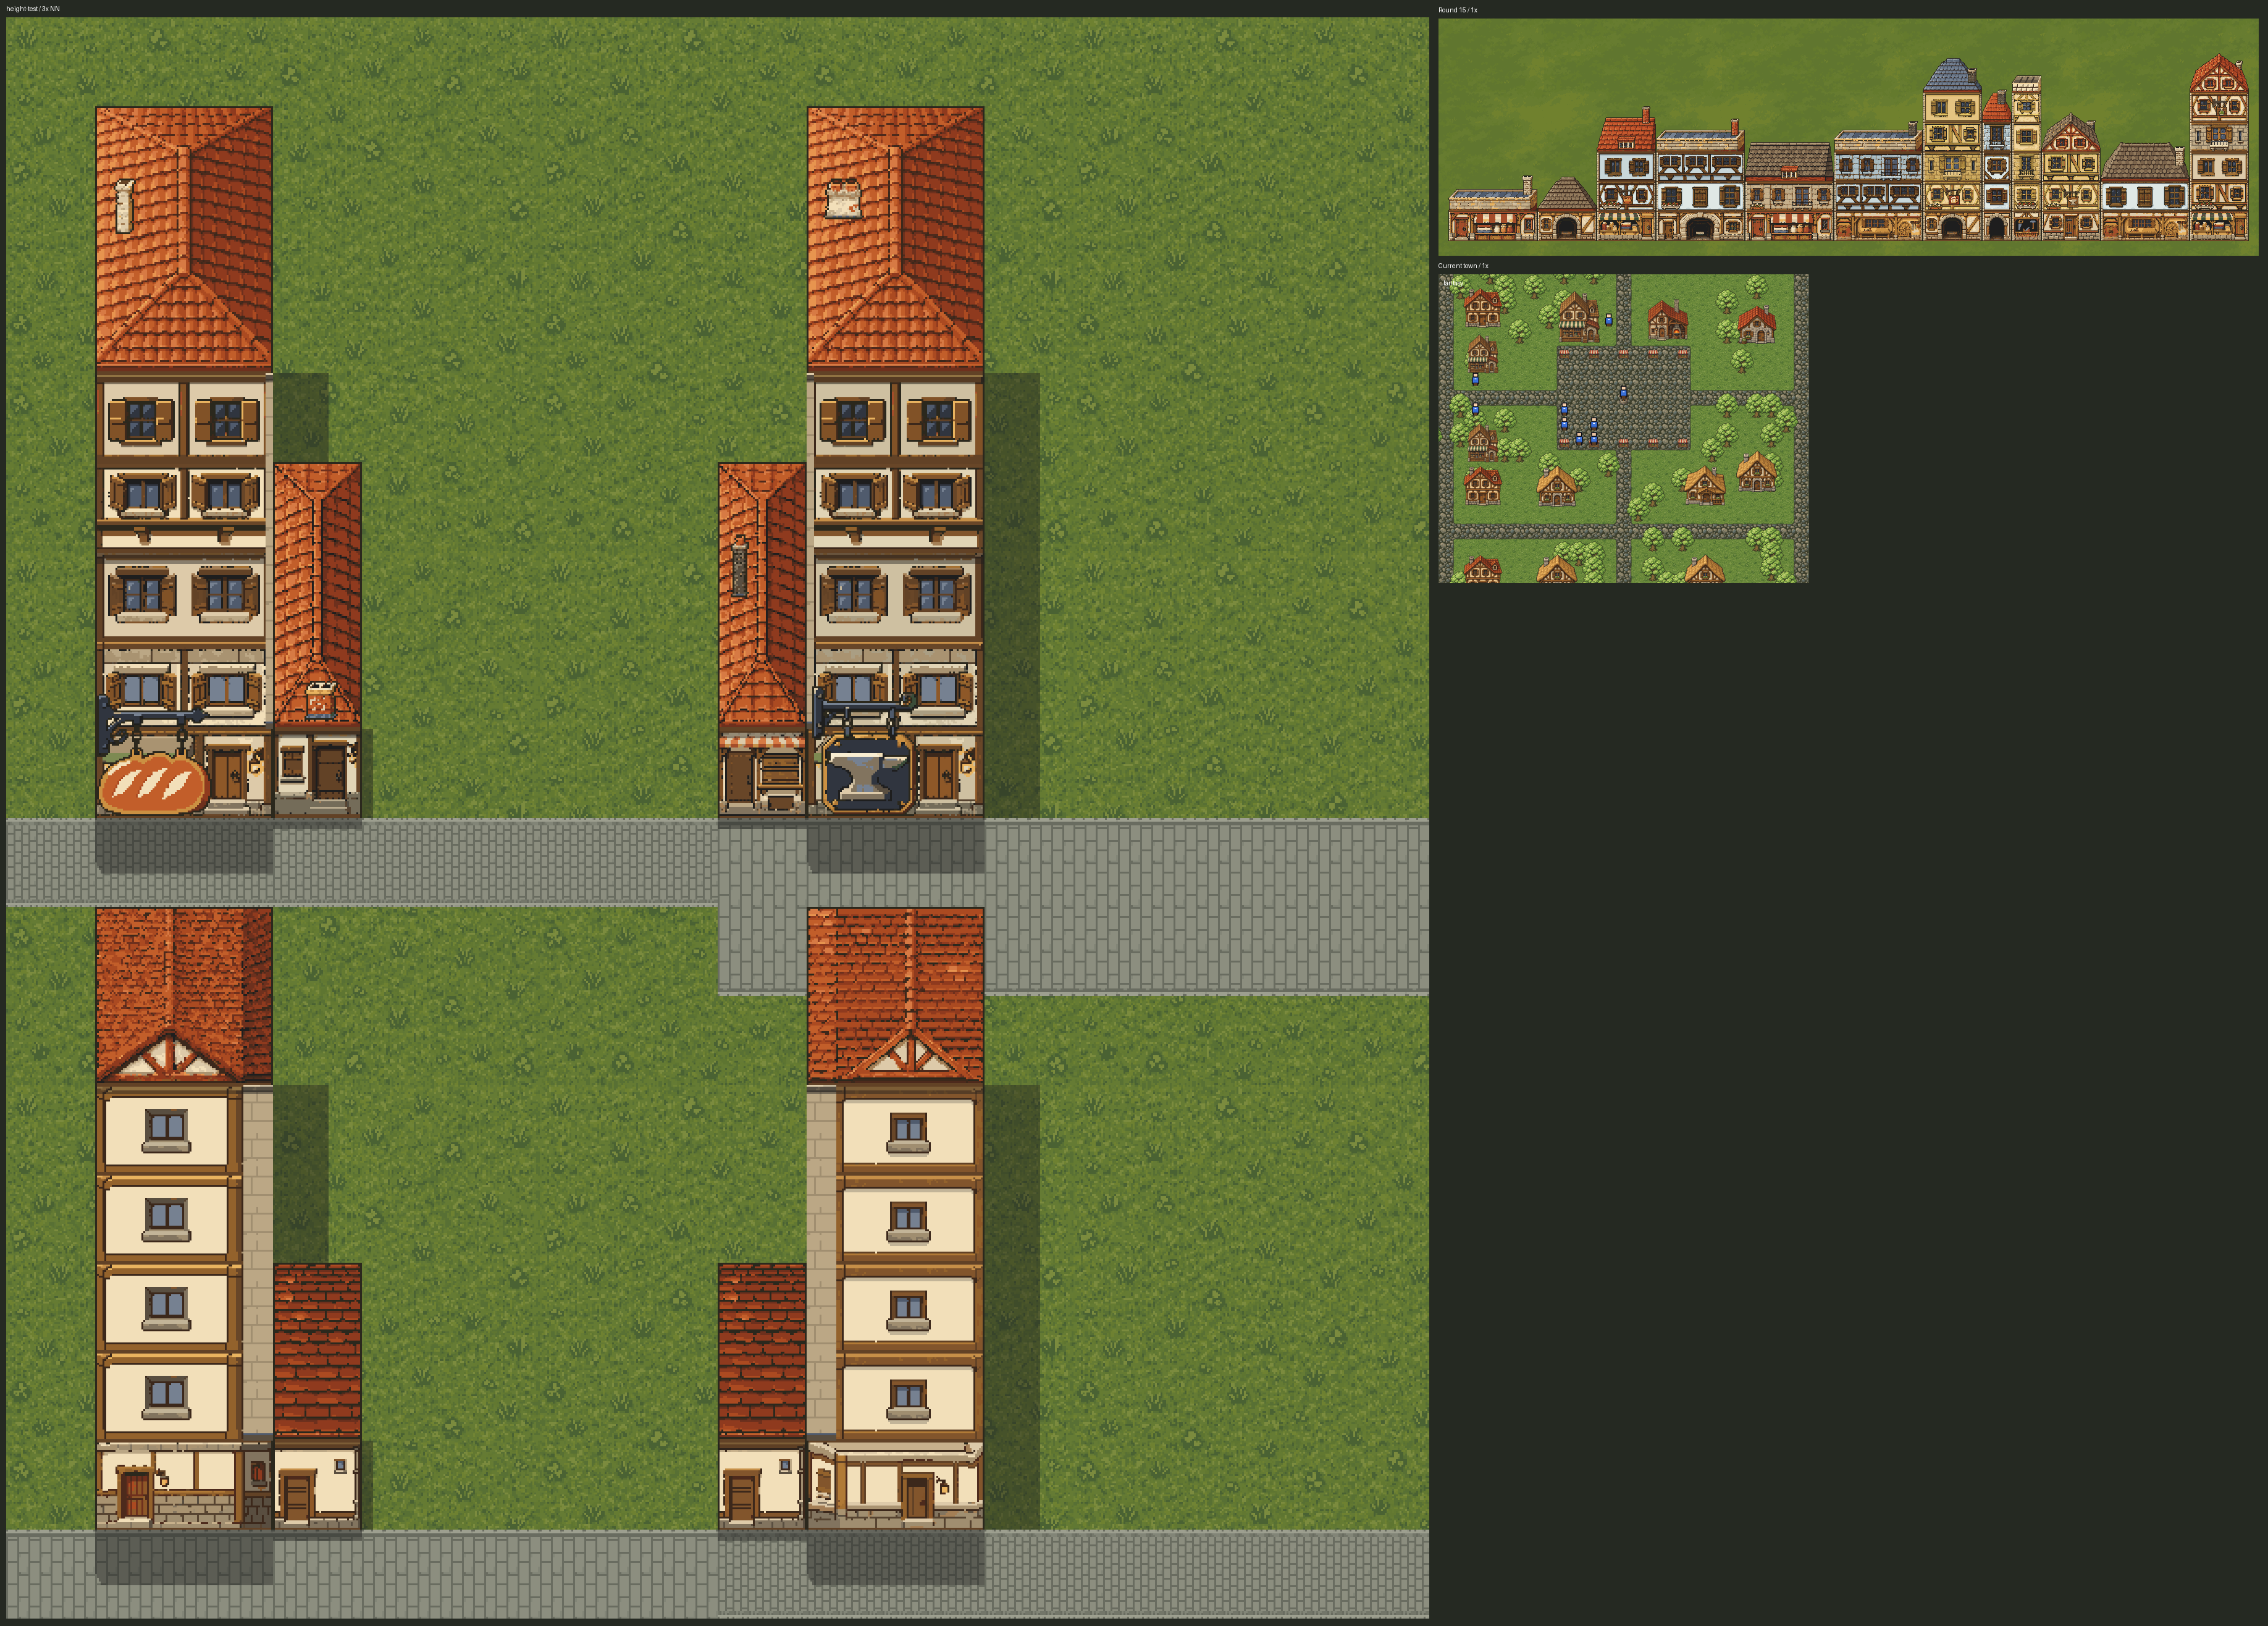 height-test / 3x NN
Round 15 / 1x
Current town / 1x